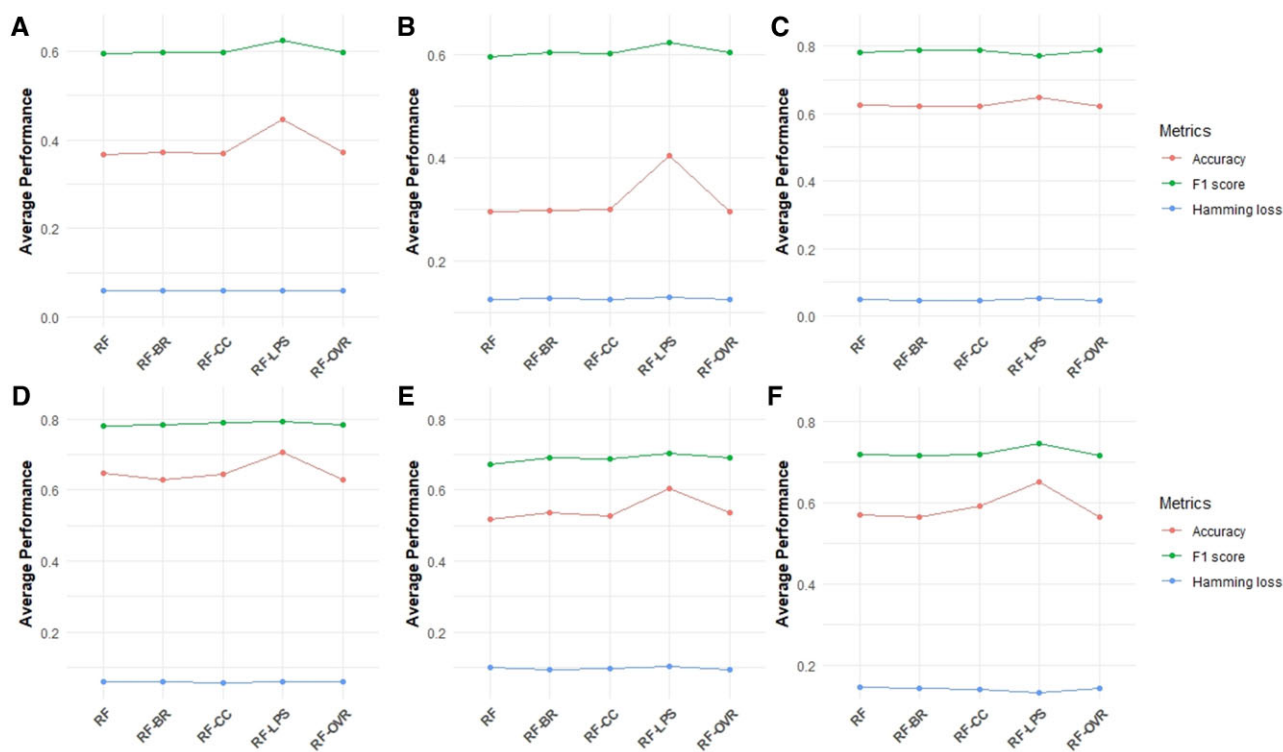 A
Average Performance
0.6
0.4
0.2
0.0
RF
RF-BR
RF-CC
RF-LPS
RF-OVR
B
Average Performance
0.6
0.4
0.2
RF
RF-BR
RF-CC
RF-LPS
RF-OVR
C
Average Performance
0.8
0.6
0.4
0.2
0.0
RF
RF-BR
RF-CC
RF-LPS
RF-OVR
Metrics
Accuracy
F1 score
Hamming loss
D
Average Performance
0.8
0.6
0.4
0.2
RF
RF-BR
RF-CC
RF-LPS
RF-OVR
E
Average Performance
0.8
0.6
0.4
0.2
RF
RF-BR
RF-CC
RF-LPS
RF-OVR
F
Average Performance
0.8
0.6
0.4
0.2
RF
RF-BR
RF-CC
RF-LPS
RF-OVR
Metrics
Accuracy
F1 score
Hamming loss